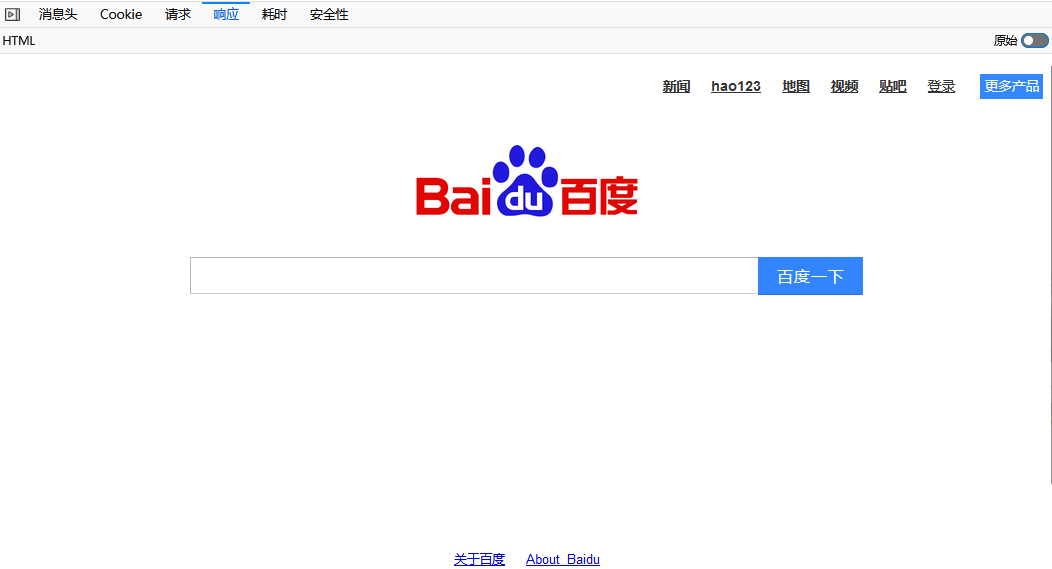 消息头 Cookie 请求 响应 耗时 安全性
HTML 原始
新闻 hao123 地图 视频 贴吧 登录 更多产品
Bai du 百度
百度一下
关于百度 About Baidu